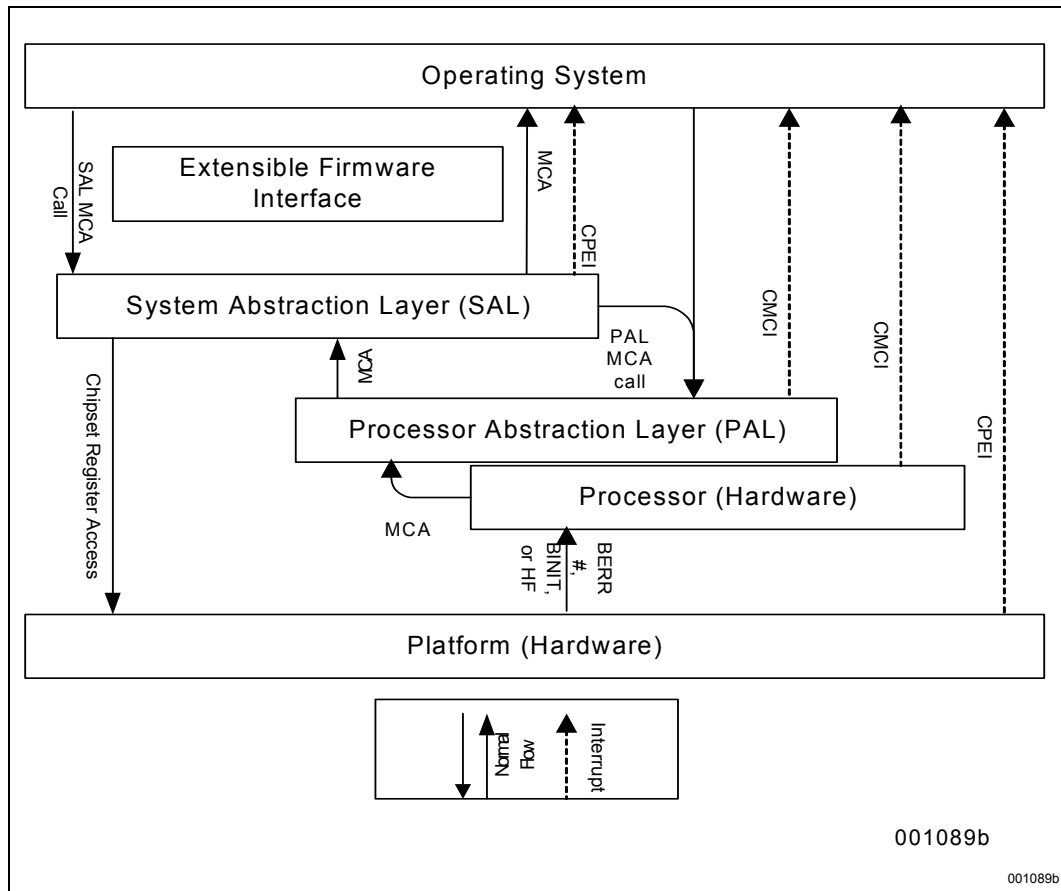 Operating System
SAL MCA
Call
Extensible Firmware
Interface
MCA
CPEI
System Abstraction Layer (SAL)
PAL
MCA
call
CMCI
CMCI
CPEI
MCA
Chipset Register Access
Processor Abstraction Layer (PAL)
Processor (Hardware)
MCA
BERR
#,
BINIT,
or HF
Platform (Hardware)
Normal
Flow
Interrupt
001089b
001089b